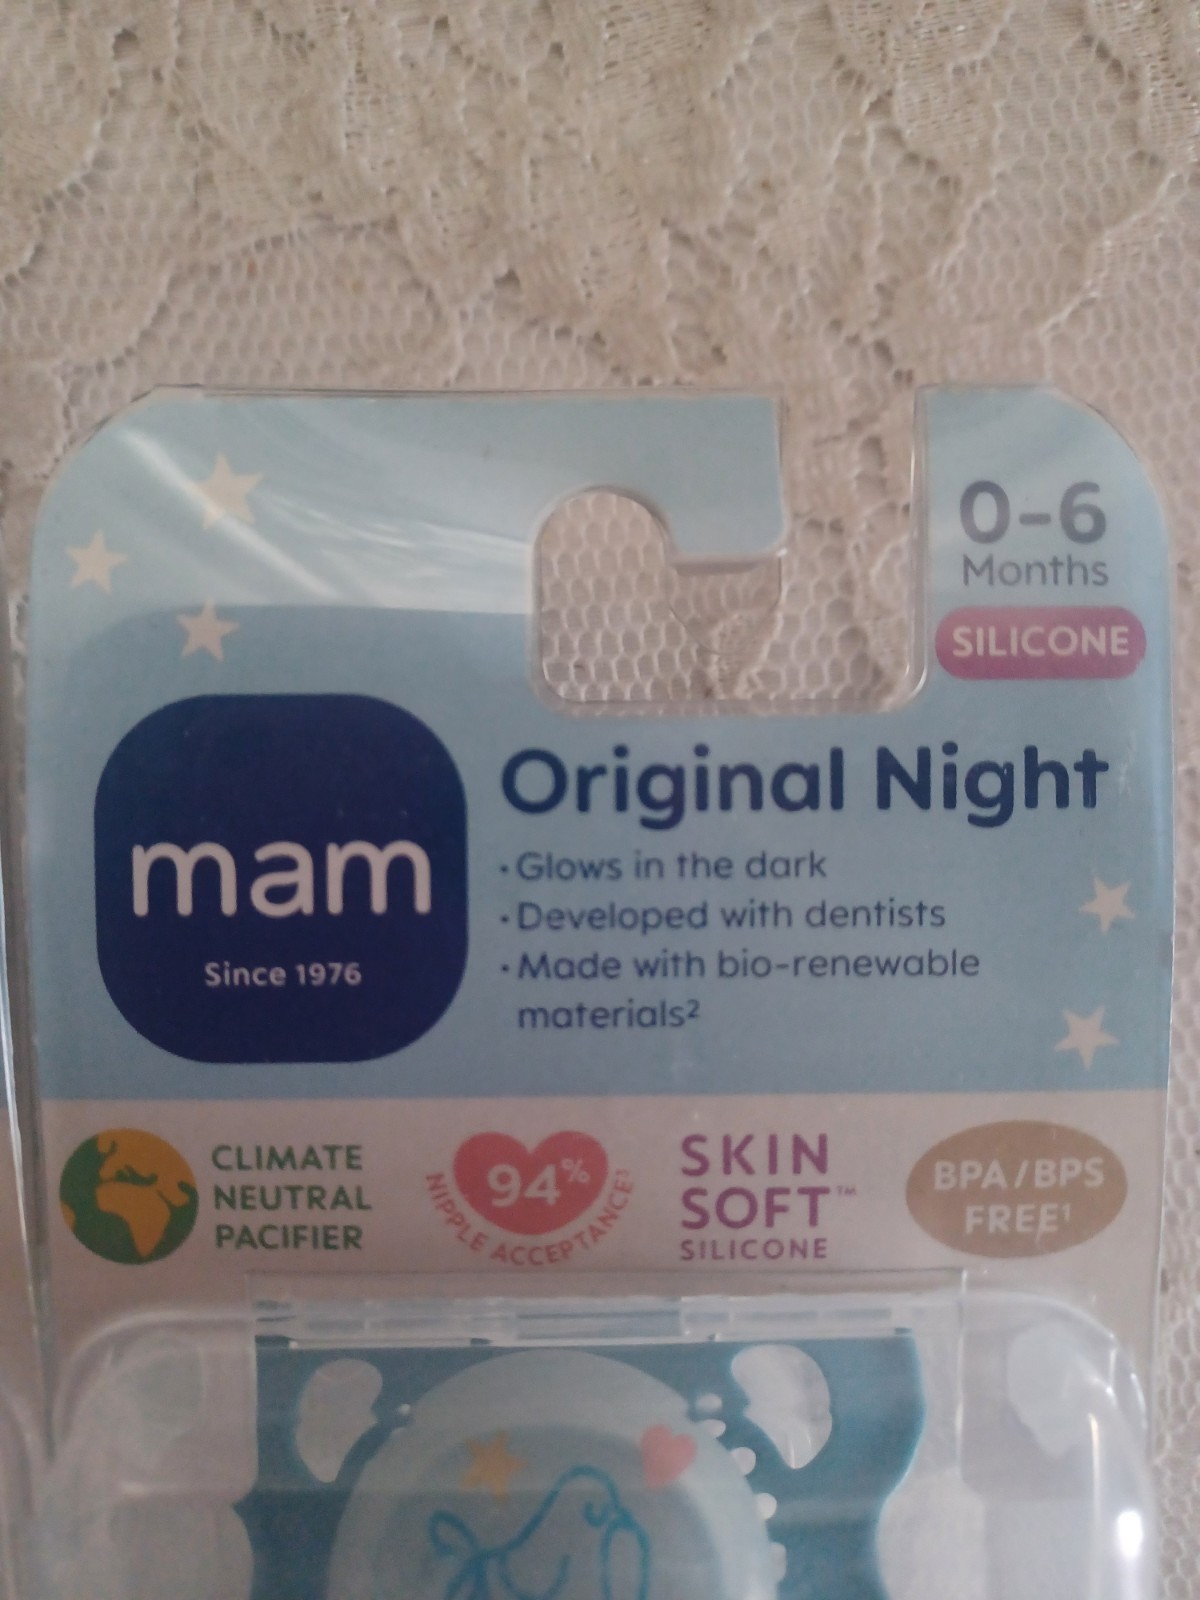 0-6
Months
SILICONE
mam
Since 1976
Original Night
· Glows in the dark
· Developed with dentists
· Made with bio-renewable
materials²
CLIMATE
NEUTRAL
PACIFIER
94%
NIPPLE ACCEPTANCE³
SKIN
SOFT™
SILICONE
BPA/BPS
FREE¹